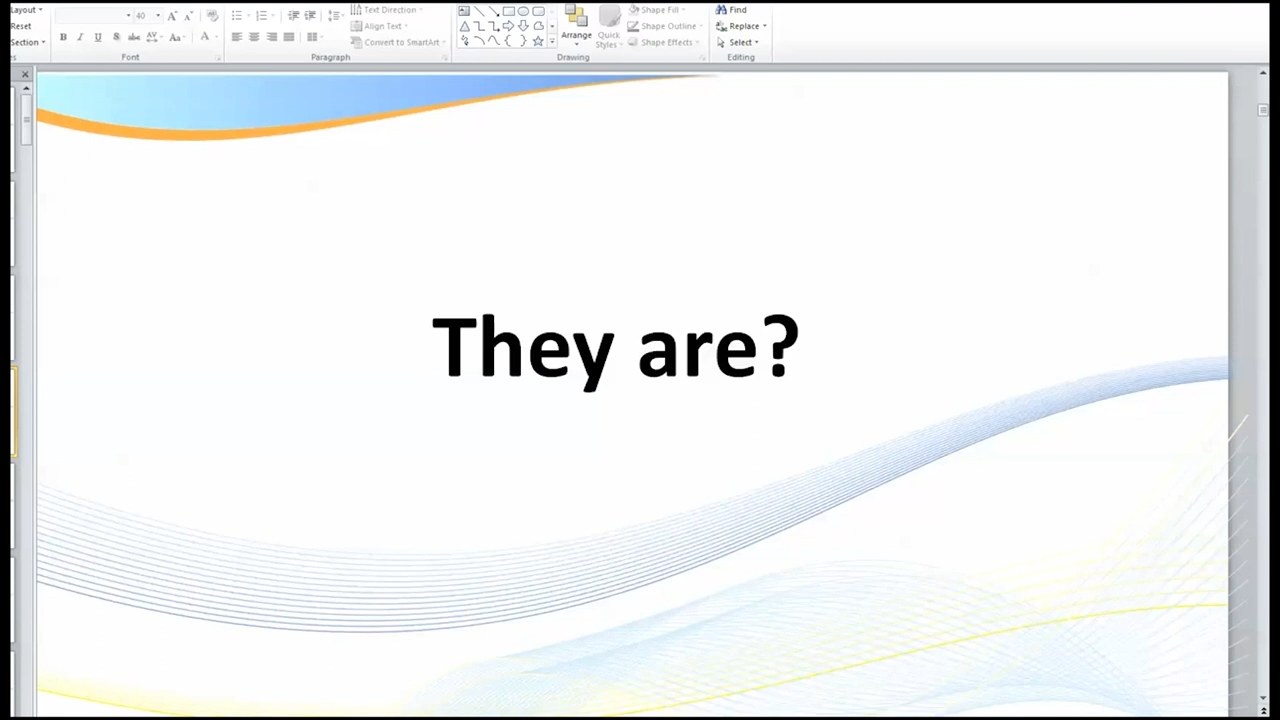 Layout
Reset
Section
40
Text Direction
Align Text
Convert to SmartArt
Arrange
Quick Styles
Shape Fill
Shape Outline
Shape Effects
Find
Replace
Select
Font
Paragraph
Drawing
Editing
They are?